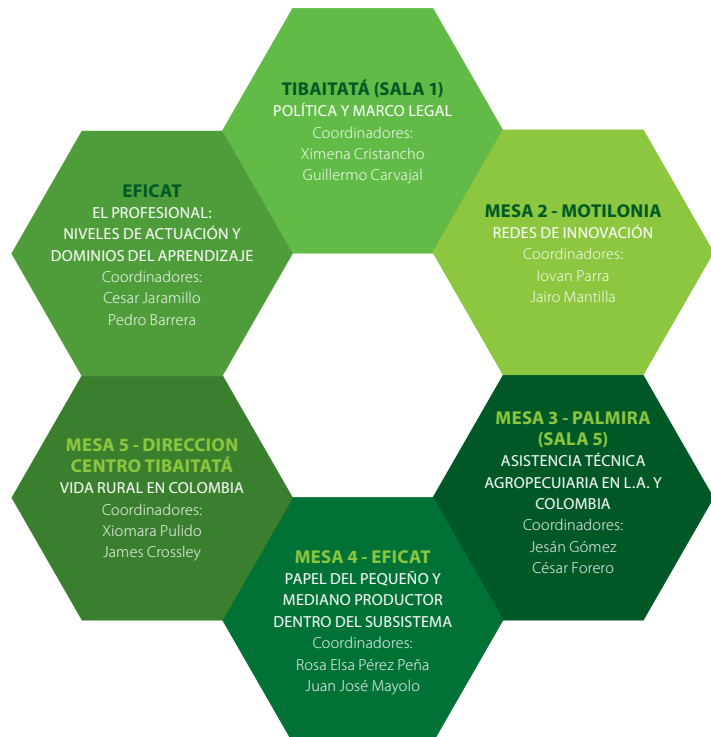 TIBAITATÁ (SALA 1)
POLÍTICA Y MARCO LEGAL
Coordinadores:
Ximena Cristancho
Guillermo Carvajal
MESA 2 - MOTILONIA
REDES DE INNOVACIÓN
Coordinadores:
Iovan Parra
Jairo Mantilla
MESA 3 - PALMIRA
(SALA 5)
ASISTENCIA TÉCNICA
AGROPECUIARIA EN L.A. Y
COLOMBIA
Coordinadores:
Jesán Gómez
César Forero
MESA 4 - EFICAT
PAPEL DEL PEQUEÑO Y
MEDIANO PRODUCTOR
DENTRO DEL SUBSISTEMA
Coordinadores:
Rosa Elsa Pérez Peña
Juan José Mayolo
MESA 5 - DIRECCION
CENTRO TIBAITATÁ
VIDA RURAL EN COLOMBIA
Coordinadores:
Xiomara Pulido
James Crossley
EFICAT
EL PROFESIONAL:
NIVELES DE ACTUACIÓN Y
DOMINIOS DEL APRENDIZAJE
Coordinadores:
Cesar Jaramillo
Pedro Barrera